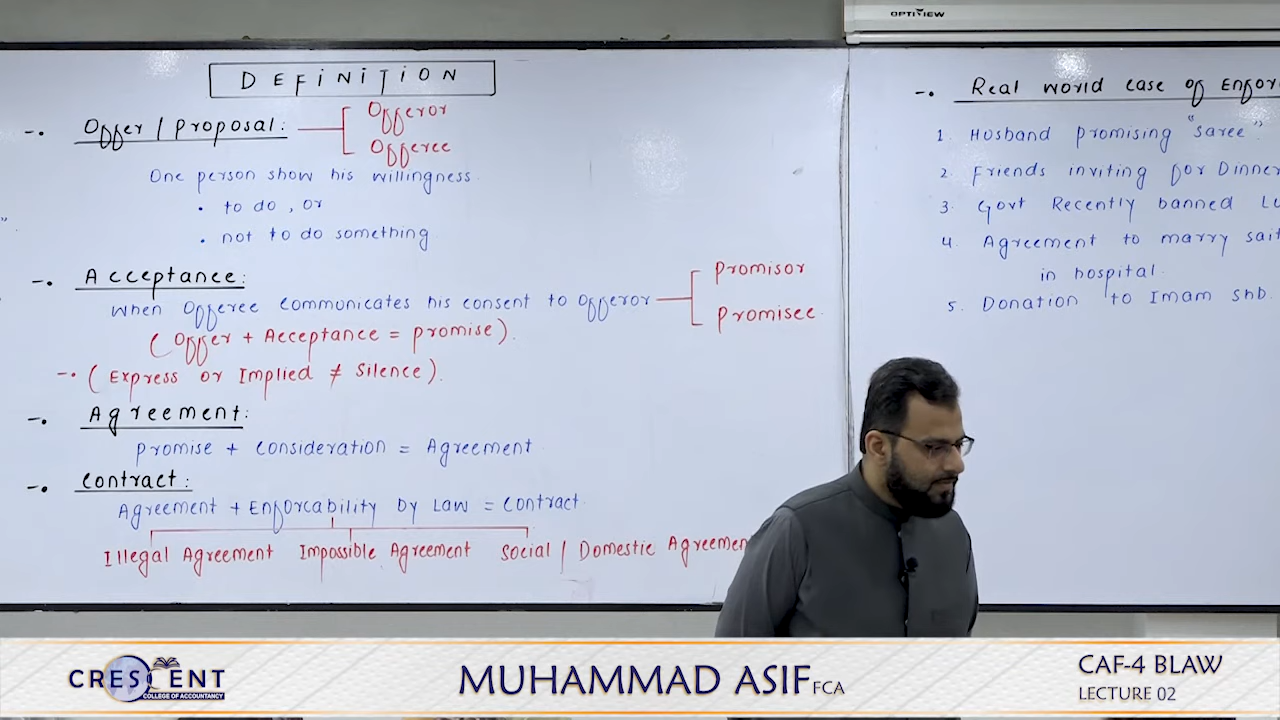 OPTIVIEW
DEFINITION
-. Offer / Proposal:
Offeror
Offeree
One person show his willingness
. to do, or
. not to do something
-. Acceptance:
When Offeree communicates his consent to Offeror
Promisor
Promisee
(Offer + Acceptance = promise).
-. (Express or Implied ≠ Silence).
-. Agreement:
Promise + Consideration = Agreement
-. Contract:
Agreement + Enforcability by Law = Contract.
Illegal Agreement Impossible Agreement Social / Domestic Agreemen
-. Real world case of Enfor
1. Husband promising "saree"
2. Friends inviting for Dinner
3. Govt Recently banned
4. Agreement to marry
in hospital.
5. Donation to Imam
CRESCENT
COLLEGE OF ACCOUNTANCY
MUHAMMAD ASIF FCA
CAF-4 BLAW
LECTURE 02